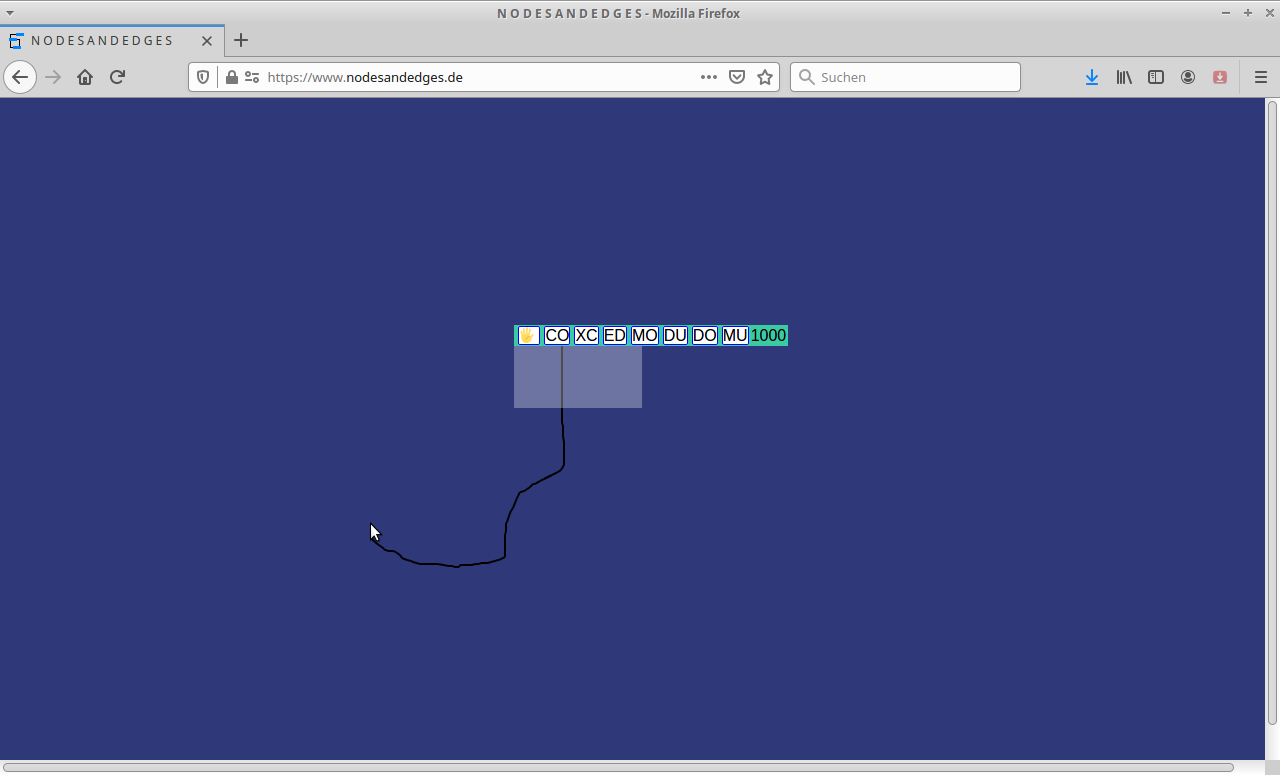 N O D E S A N D E D G E S - Mozilla Firefox
N O D E S A N D E D G E S
https://www.nodesandedges.de
Suchen
CO XC ED MO DU DO MU 1000